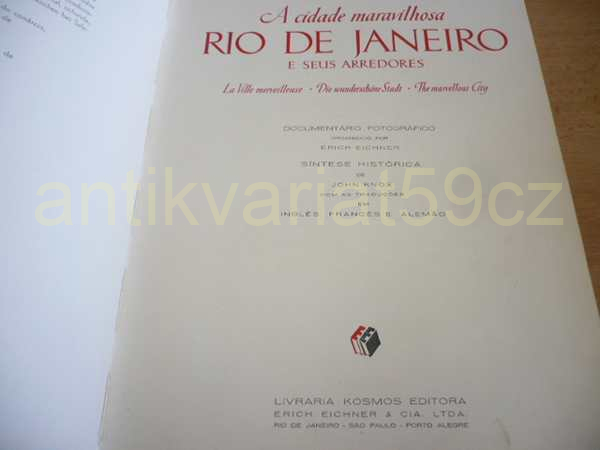 A cidade maravilhosa
RIO DE JANEIRO
E SEUS ARREDORES
La Ville merveilleuse · Die wunderschöne Stadt · The marvellous City
DOCUMENTÁRIO FOTOGRÁFICO
ORGANIZADO POR
ERICH EICHNER
SÍNTESE HISTÓRICA
DE
JOHN KNOX
COM AS TRADUÇÕES
EM
INGLÊS, FRANCÊS E ALEMÃO
antikvariat59cz
LIVRARIA KOSMOS EDITORA
ERICH EICHNER & CIA. LTDA.
RIO DE JANEIRO - SÃO PAULO - PORTO ALEGRE